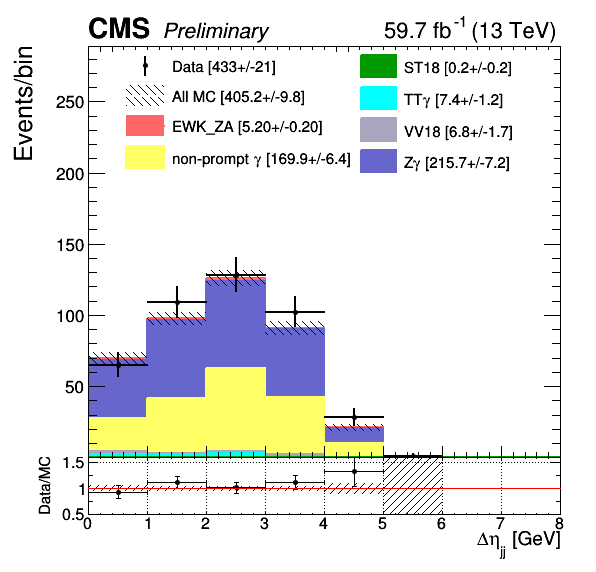 CMS Preliminary 59.7 fb⁻¹ (13 TeV)
Events/bin
Data [433+/-21]
All MC [405.2+/-9.8]
EWK_ZA [5.20+/-0.20]
non-prompt γ [169.9+/-6.4]
ST18 [0.2+/-0.2]
TTγ [7.4+/-1.2]
VV18 [6.8+/-1.7]
Zγ [215.7+/-7.2]
250
200
150
100
50
Data/MC
1.5
1
0.5
0 1 2 3 4 5 6 7 8
Δη_jj [GeV]